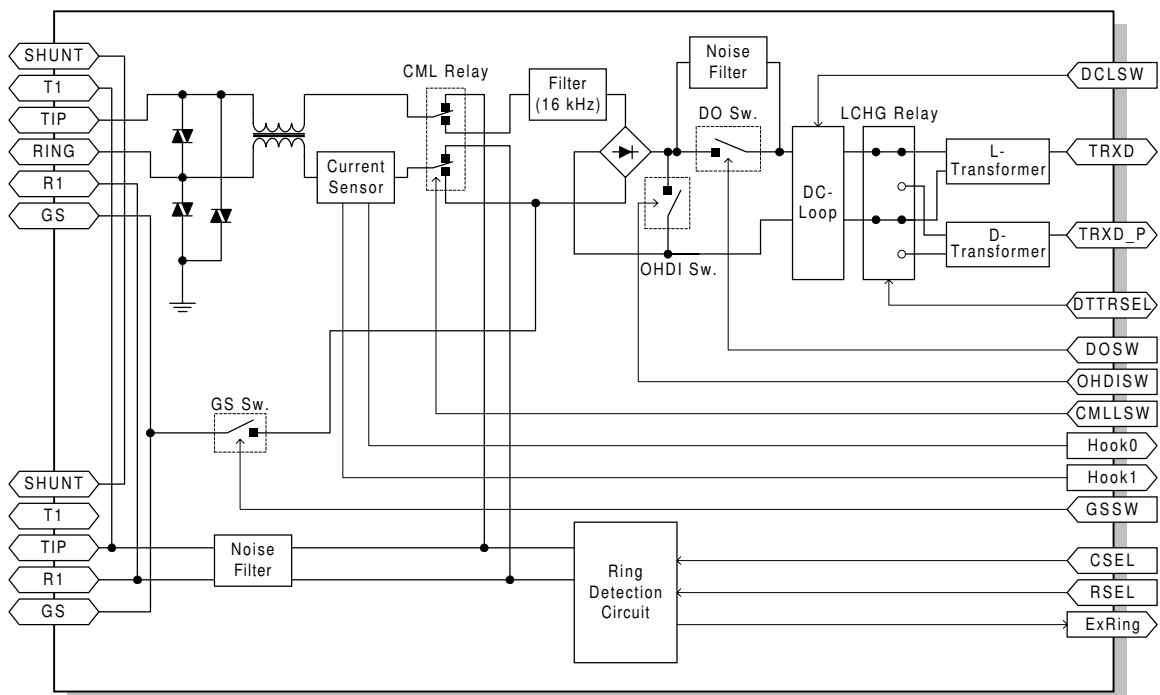 SHUNT
T1
TIP
RING
R1
GS
CML Relay
Current
Sensor
Filter
(16 kHz)
Noise
Filter
DO Sw.
OHDI Sw.
DC-
Loop
LCHG Relay
L-
Transformer
D-
Transformer
DCLSW
TRXD
TRXD_P
DTTRSEL
DOSW
OHDISW
CMLLSW
Hook0
Hook1
GSSW
CSEL
RSEL
ExRing
GS Sw.
SHUNT
T1
TIP
R1
GS
Noise
Filter
Ring
Detection
Circuit